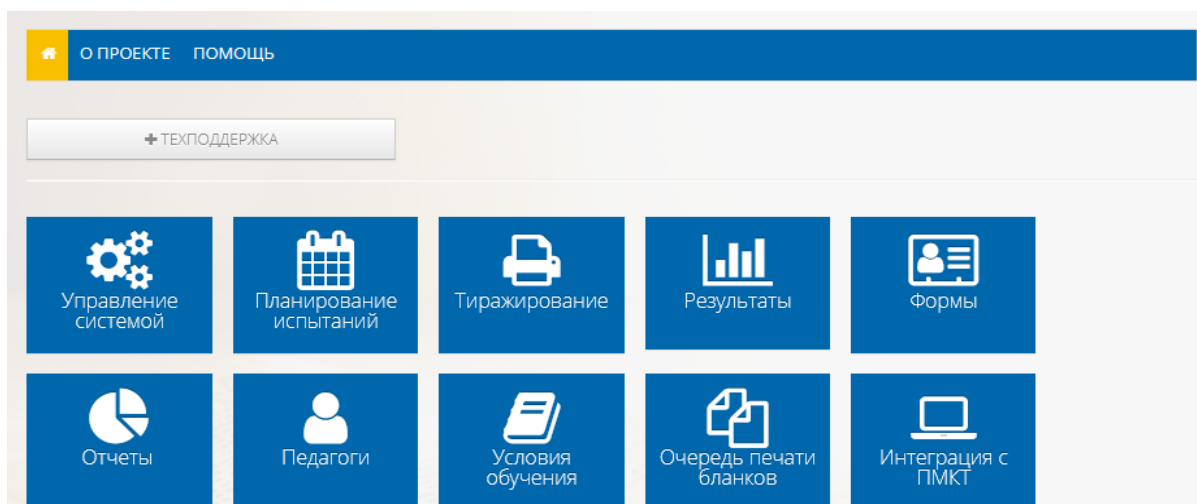 О ПРОЕКТЕ ПОМОЩЬ
ТЕХПОДДЕРЖКА
Управление
системой
Планирование
испытаний
Тиражирование
Результаты
Формы
Отчеты
Педагоги
Условия
обучения
Очередь печати
бланков
Интеграция с
ПМКТ